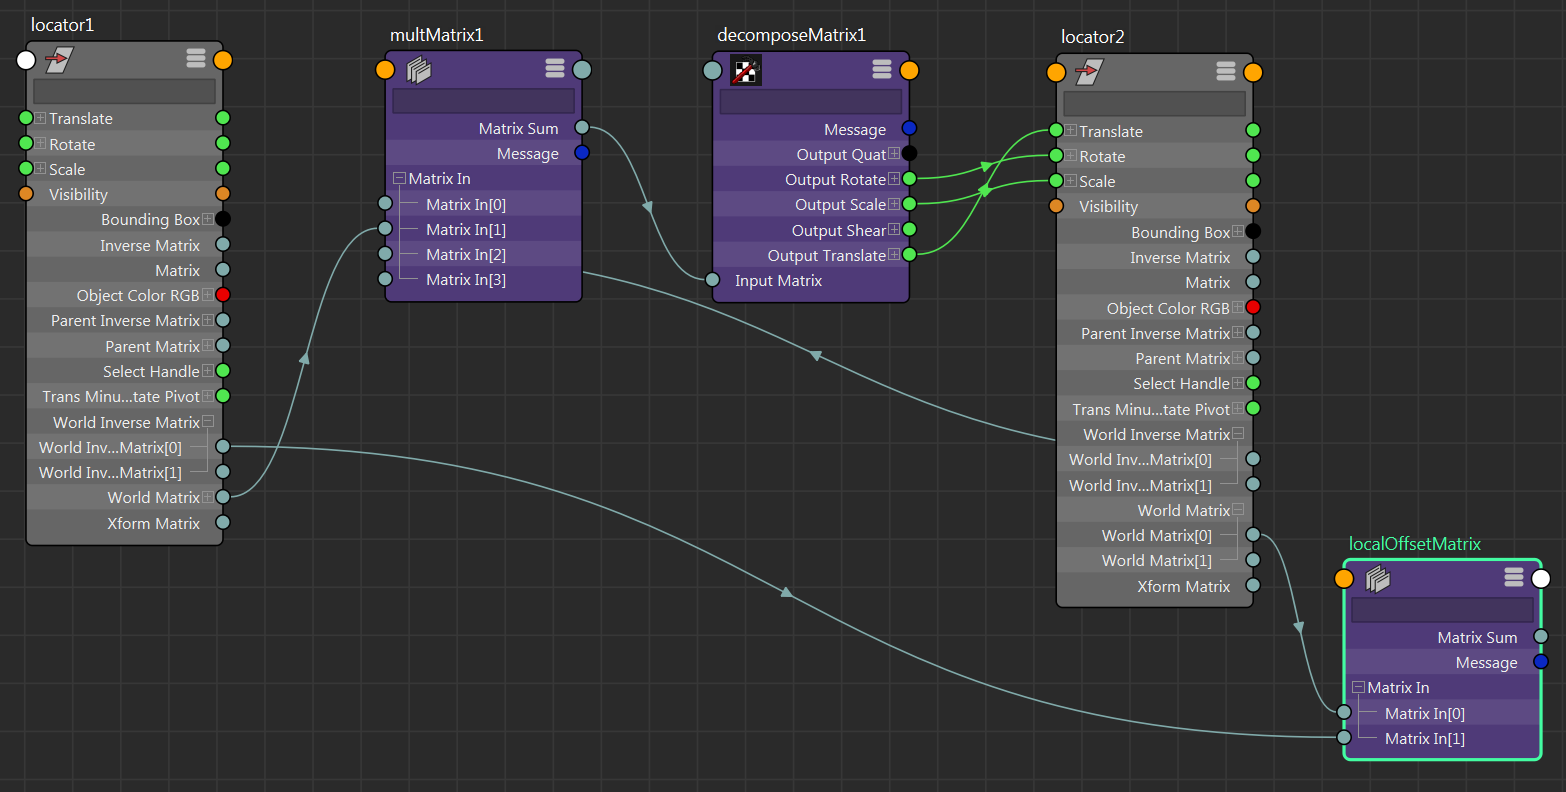 locator1
Translate
Rotate
Scale
Visibility
Bounding Box
Inverse Matrix
Matrix
Object Color RGB
Parent Inverse Matrix
Parent Matrix
Select Handle
Trans Minu...tate Pivot
World Inverse Matrix
World Inv...Matrix[0]
World Inv...Matrix[1]
World Matrix
Xform Matrix
multMatrix1
Matrix Sum
Message
Matrix In
Matrix In[0]
Matrix In[1]
Matrix In[2]
Matrix In[3]
decomposeMatrix1
Message
Output Quat
Output Rotate
Output Scale
Output Shear
Output Translate
Input Matrix
locator2
Translate
Rotate
Scale
Visibility
Bounding Box
Inverse Matrix
Matrix
Object Color RGB
Parent Inverse Matrix
Parent Matrix
Select Handle
Trans Minu...tate Pivot
World Inverse Matrix
World Inv...Matrix[0]
World Inv...Matrix[1]
World Matrix
World Matrix[0]
World Matrix[1]
Xform Matrix
localOffsetMatrix
Matrix Sum
Message
Matrix In
Matrix In[0]
Matrix In[1]